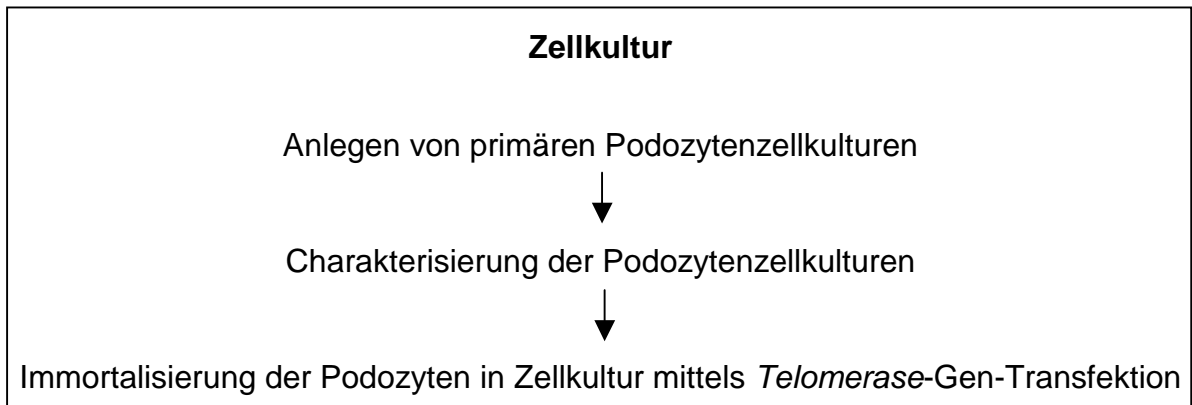 Zellkultur
Anlegen von primären Podozytenzellkulturen
Charakterisierung der Podozytenzellkulturen
Immortalisierung der Podozyten in Zellkultur mittels Telomerase-Gen-Transfektion